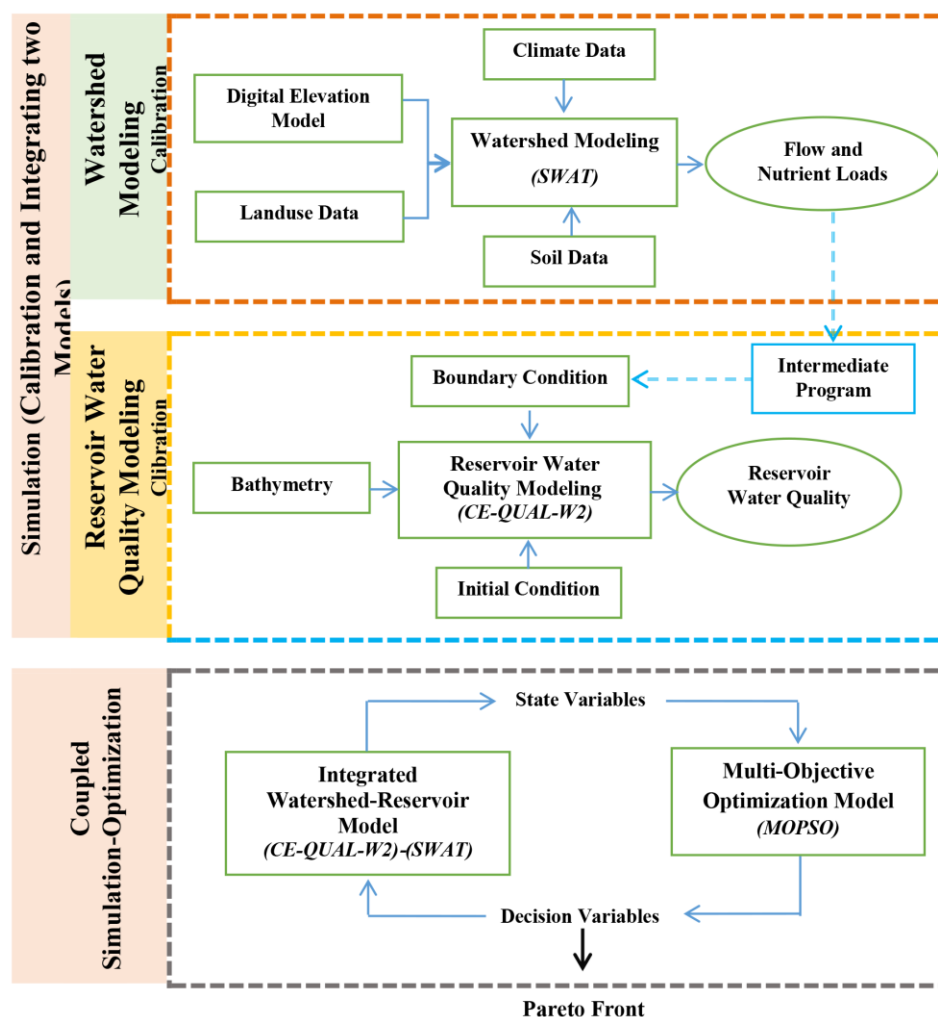 Simulation (Calibration and Integrating two
Models)
Watershed
Modeling
Calibration
Climate Data
Digital Elevation
Model
Watershed Modeling
(SWAT)
Flow and
Nutrient Loads
Landuse Data
Soil Data
Reservoir Water
Quality Modeling
Clibration
Boundary Condition
Intermediate
Program
Bathymetry
Reservoir Water
Quality Modeling
(CE-QUAL-W2)
Reservoir
Water Quality
Initial Condition
Coupled
Simulation-Optimization
State Variables
Integrated
Watershed-Reservoir
Model
(CE-QUAL-W2)-(SWAT)
Multi-Objective
Optimization Model
(MOPSO)
Decision Variables
Pareto Front